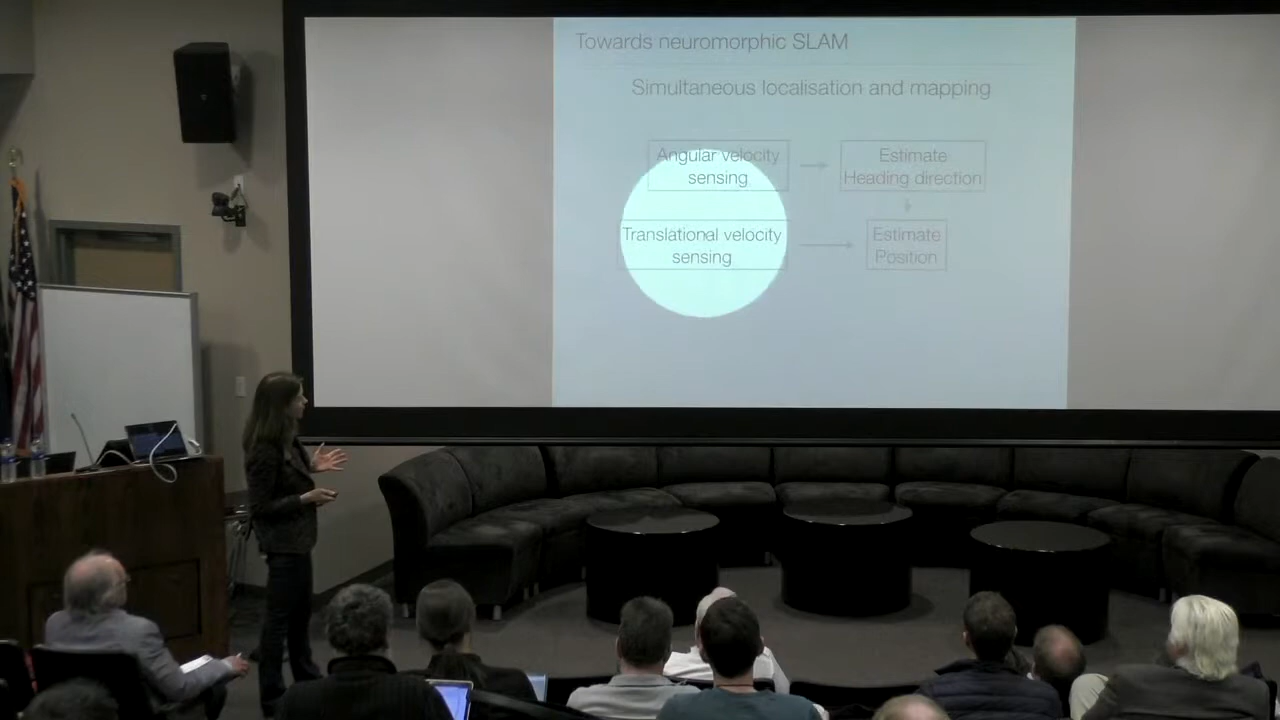 Towards neuromorphic SLAM
Simultaneous localisation and mapping
Angular velocity
sensing
Estimate
Heading direction
Translational velocity
sensing
Estimate
Position